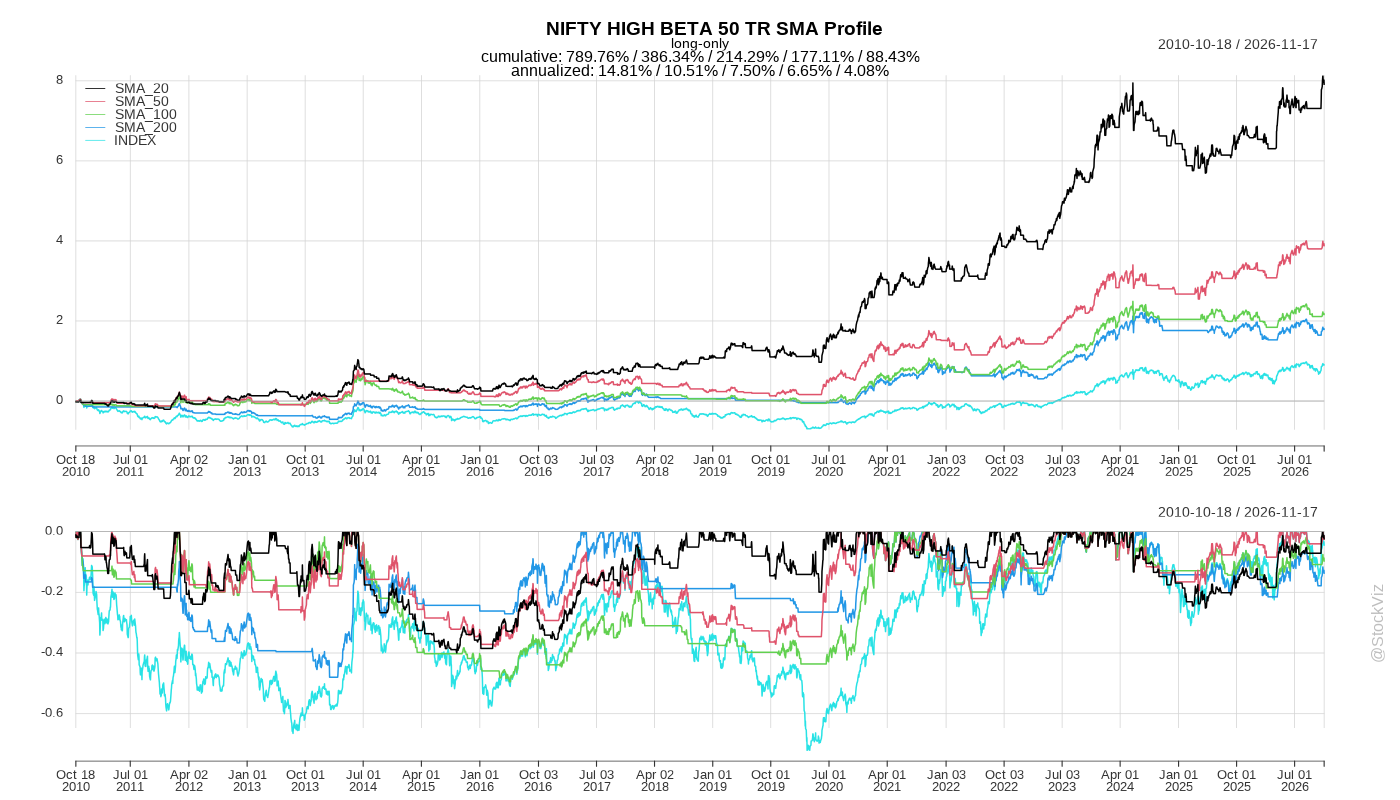 NIFTY HIGH BETA 50 TR SMA Profile
long-only
cumulative: 789.76% / 386.34% / 214.29% / 177.11% / 88.43%
annualized: 14.81% / 10.51% / 7.50% / 6.65% / 4.08%
2010-10-18 / 2026-11-17
SMA_20
SMA_50
SMA_100
SMA_200
INDEX
8
6
4
2
0
Oct 18 2010
Jul 01 2011
Apr 02 2012
Jan 01 2013
Oct 01 2013
Jul 01 2014
Apr 01 2015
Jan 01 2016
Oct 03 2016
Jul 03 2017
Apr 02 2018
Jan 01 2019
Oct 01 2019
Jul 01 2020
Apr 01 2021
Jan 03 2022
Oct 03 2022
Jul 03 2023
Apr 01 2024
Jan 01 2025
Oct 01 2025
Jul 01 2026
2010-10-18 / 2026-11-17
0.0
-0.2
-0.4
-0.6
Oct 18 2010
Jul 01 2011
Apr 02 2012
Jan 01 2013
Oct 01 2013
Jul 01 2014
Apr 01 2015
Jan 01 2016
Oct 03 2016
Jul 03 2017
Apr 02 2018
Jan 01 2019
Oct 01 2019
Jul 01 2020
Apr 01 2021
Jan 03 2022
Oct 03 2022
Jul 03 2023
Apr 01 2024
Jan 01 2025
Oct 01 2025
Jul 01 2026
@StockViz